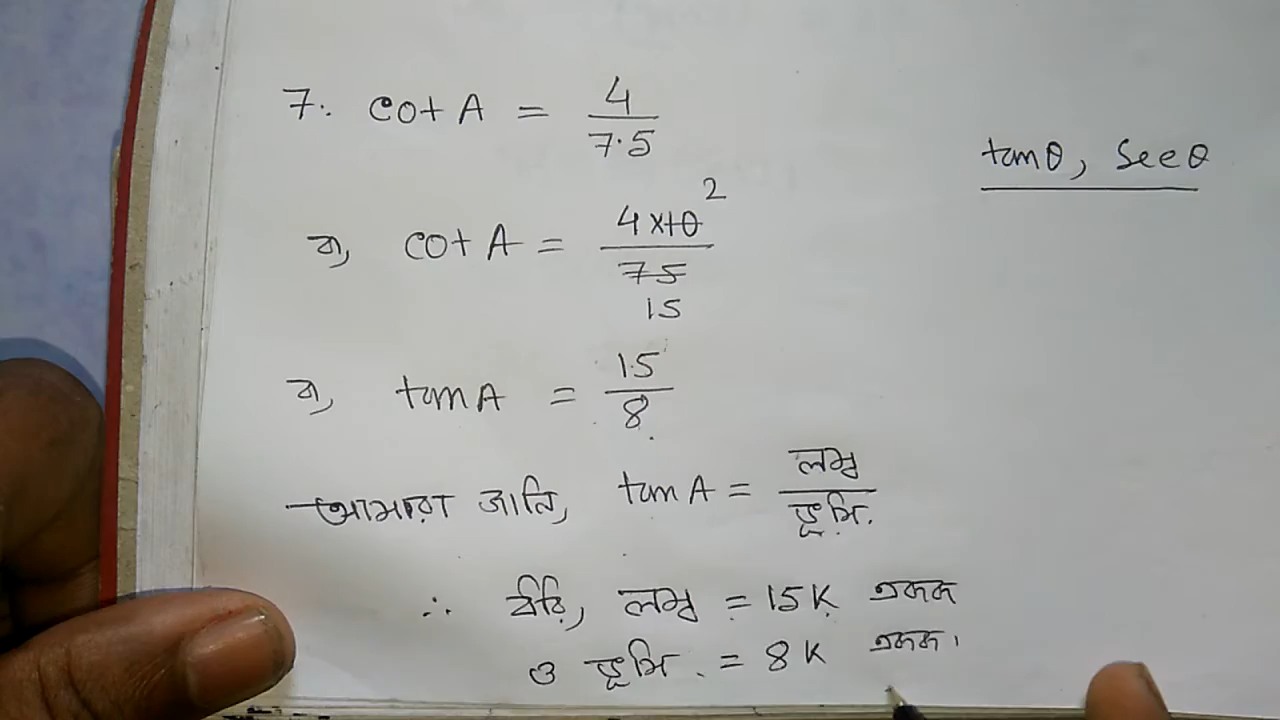 7. cot A = 4/7.5
tanθ, Secθ
বা, cot A = 4×10/75 2 15
বা, tan A = 15/8
আমরা জানি, tan A = লম্ব/ভূমি
∴ ধরি, লম্ব = 15K একক
ও ভূমি = 8K একক।